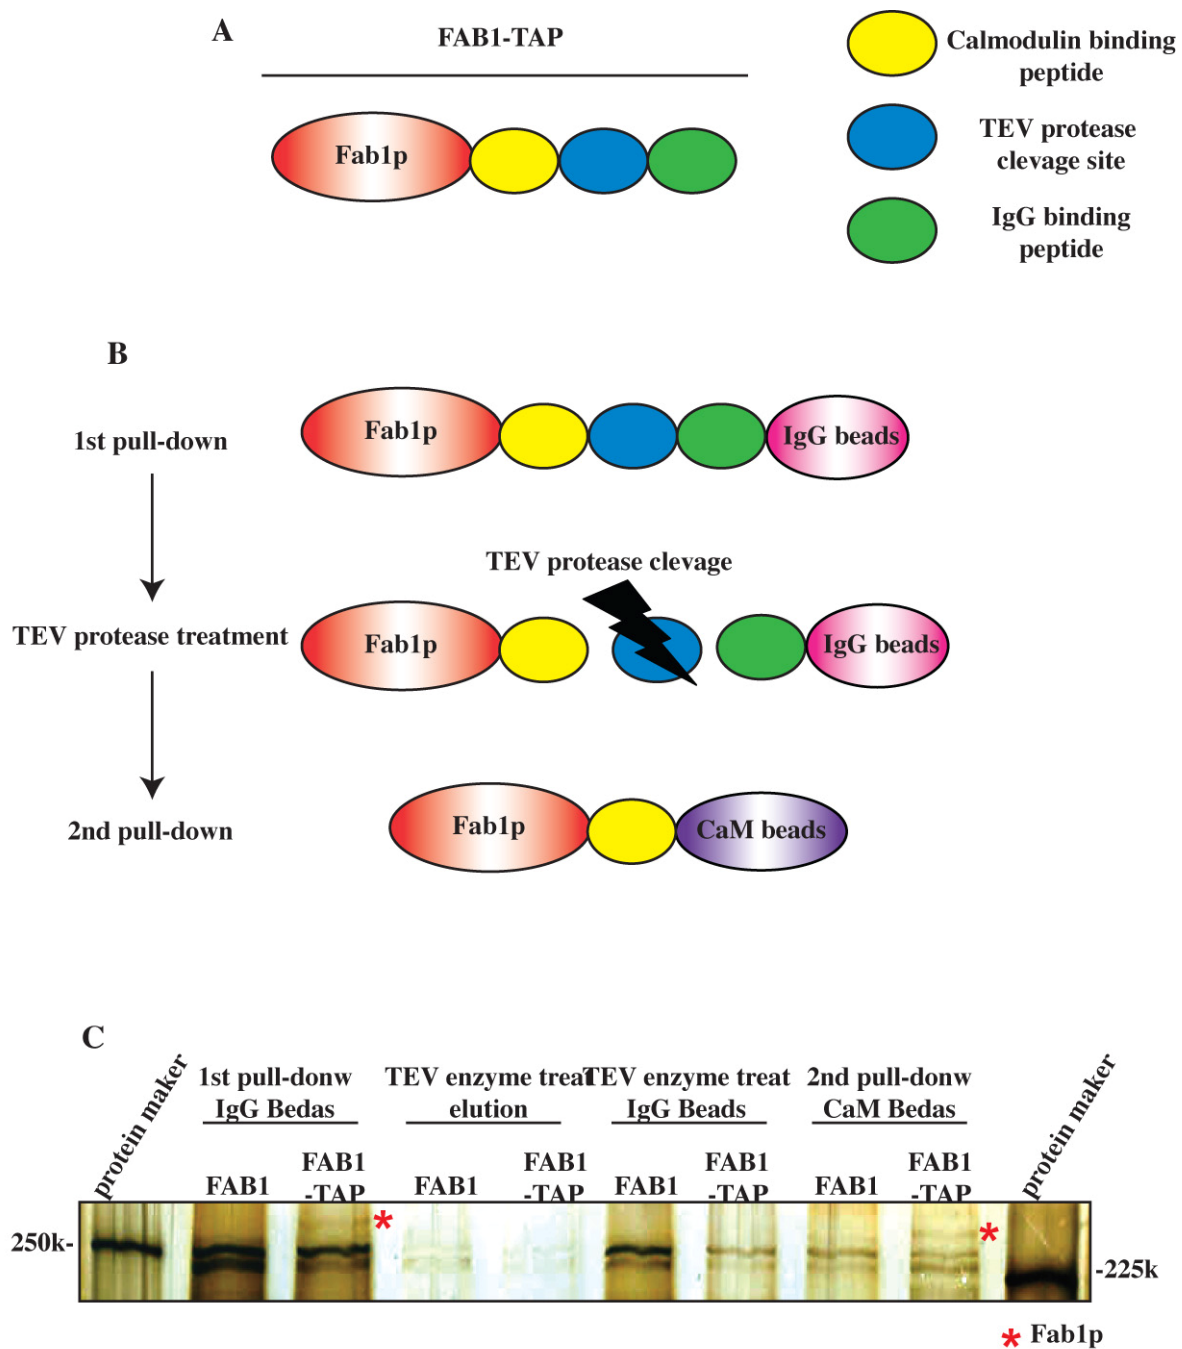 A
FAB1-TAP
Fab1p
Calmodulin binding
peptide
TEV protease
clevage site
IgG binding
peptide
B
1st pull-down
Fab1p
IgG beads
TEV protease clevage
TEV protease treatment
Fab1p
IgG beads
2nd pull-down
Fab1p
CaM beads
C
protein maker
1st pull-donw
IgG Bedas
TEV enzyme treat
elution
TEV enzyme treat
IgG Beads
2nd pull-donw
CaM Bedas
protein maker
FAB1
FAB1
-TAP
FAB1
FAB1
-TAP
FAB1
FAB1
-TAP
FAB1
FAB1
-TAP
*
*
250k-
-225k
* Fab1p